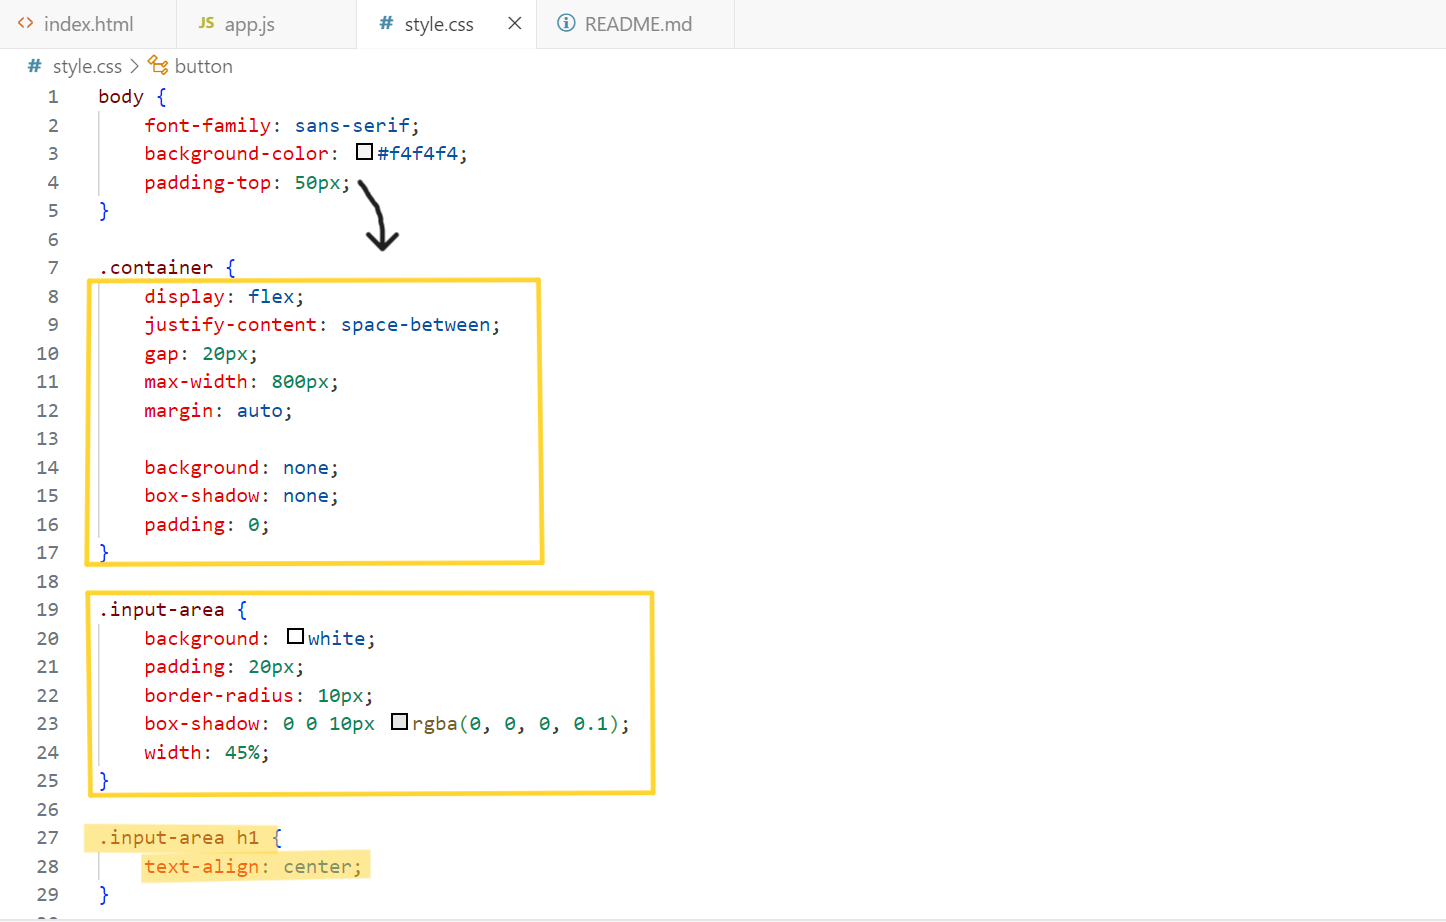 <> index.html JS app.js # style.css × ⓘ README.md
# style.css > button
1 body {
2     font-family: sans-serif;
3     background-color: #f4f4f4;
4     padding-top: 50px;
5 }
6
7 .container {
8     display: flex;
9     justify-content: space-between;
10     gap: 20px;
11     max-width: 800px;
12     margin: auto;
13
14     background: none;
15     box-shadow: none;
16     padding: 0;
17 }
18
19 .input-area {
20     background: white;
21     padding: 20px;
22     border-radius: 10px;
23     box-shadow: 0 0 10px rgba(0, 0, 0, 0.1);
24     width: 45%;
25 }
26
27 .input-area h1 {
28     text-align: center;
29 }